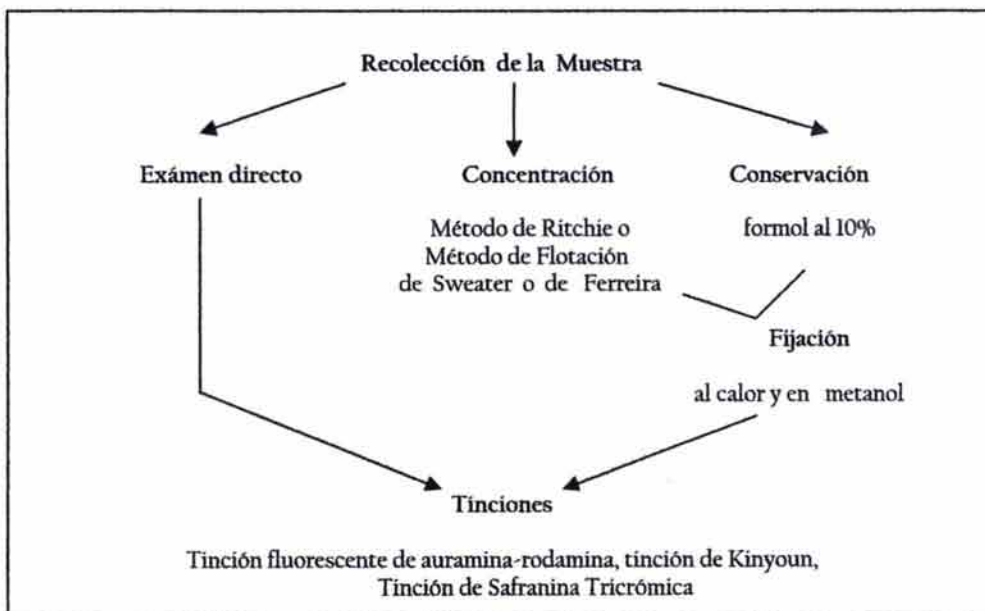 Recolección de la Muestra
Exámen directo
Concentración
Conservación
Método de Ritchie o
Método de Flotación
de Sweater o de Ferreira
formol al 10%
Fijación
al calor y en metanol
Tinciones
Tinción fluorescente de auramina-rodamina, tinción de Kinyoun,
Tinción de Safranina Tricrómica